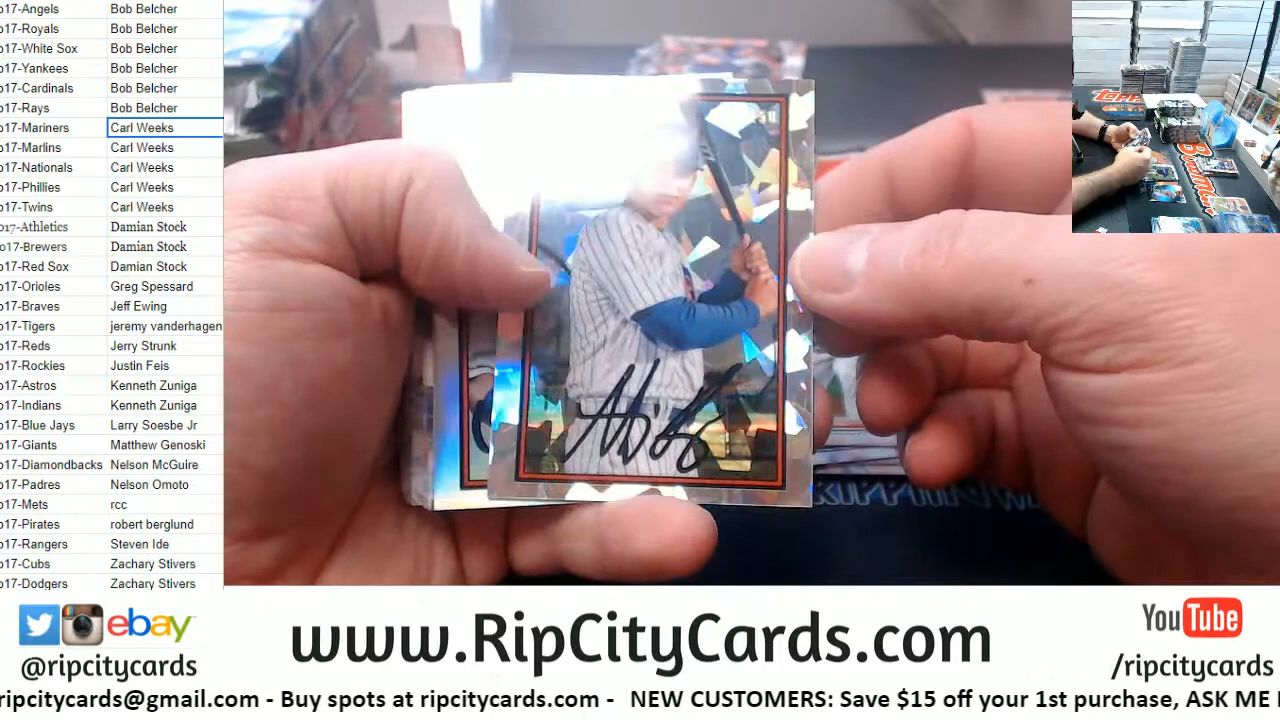 o17-Angels Bob Belcher
o17-Royals Bob Belcher
o17-White Sox Bob Belcher
o17-Yankees Bob Belcher
o17-Cardinals Bob Belcher
o17-Rays Bob Belcher
o17-Mariners Carl Weeks
o17-Marlins Carl Weeks
o17-Nationals Carl Weeks
o17-Phillies Carl Weeks
o17-Twins Carl Weeks
o17-Athletics Damian Stock
o17-Brewers Damian Stock
o17-Red Sox Damian Stock
o17-Orioles Greg Spessard
o17-Braves Jeff Ewing
o17-Tigers jeremy vanderhagen
o17-Reds Jerry Strunk
o17-Rockies Justin Feis
o17-Astros Kenneth Zuniga
o17-Indians Kenneth Zuniga
o17-Blue Jays Larry Soesbe Jr
o17-Giants Matthew Genoski
o17-Diamondbacks Nelson McGuire
o17-Padres Nelson Omoto
o17-Mets rcc
o17-Pirates robert berglund
o17-Rangers Steven Ide
o17-Cubs Zachary Stivers
o17-Dodgers Zachary Stivers
TOPPS
Bowman
ebay
@ripcitycards
www.RipCityCards.com
YouTube
/ripcitycards
ripcitycards@gmail.com - Buy spots at ripcitycards.com - NEW CUSTOMERS: Save $15 off your 1st purchase, ASK ME